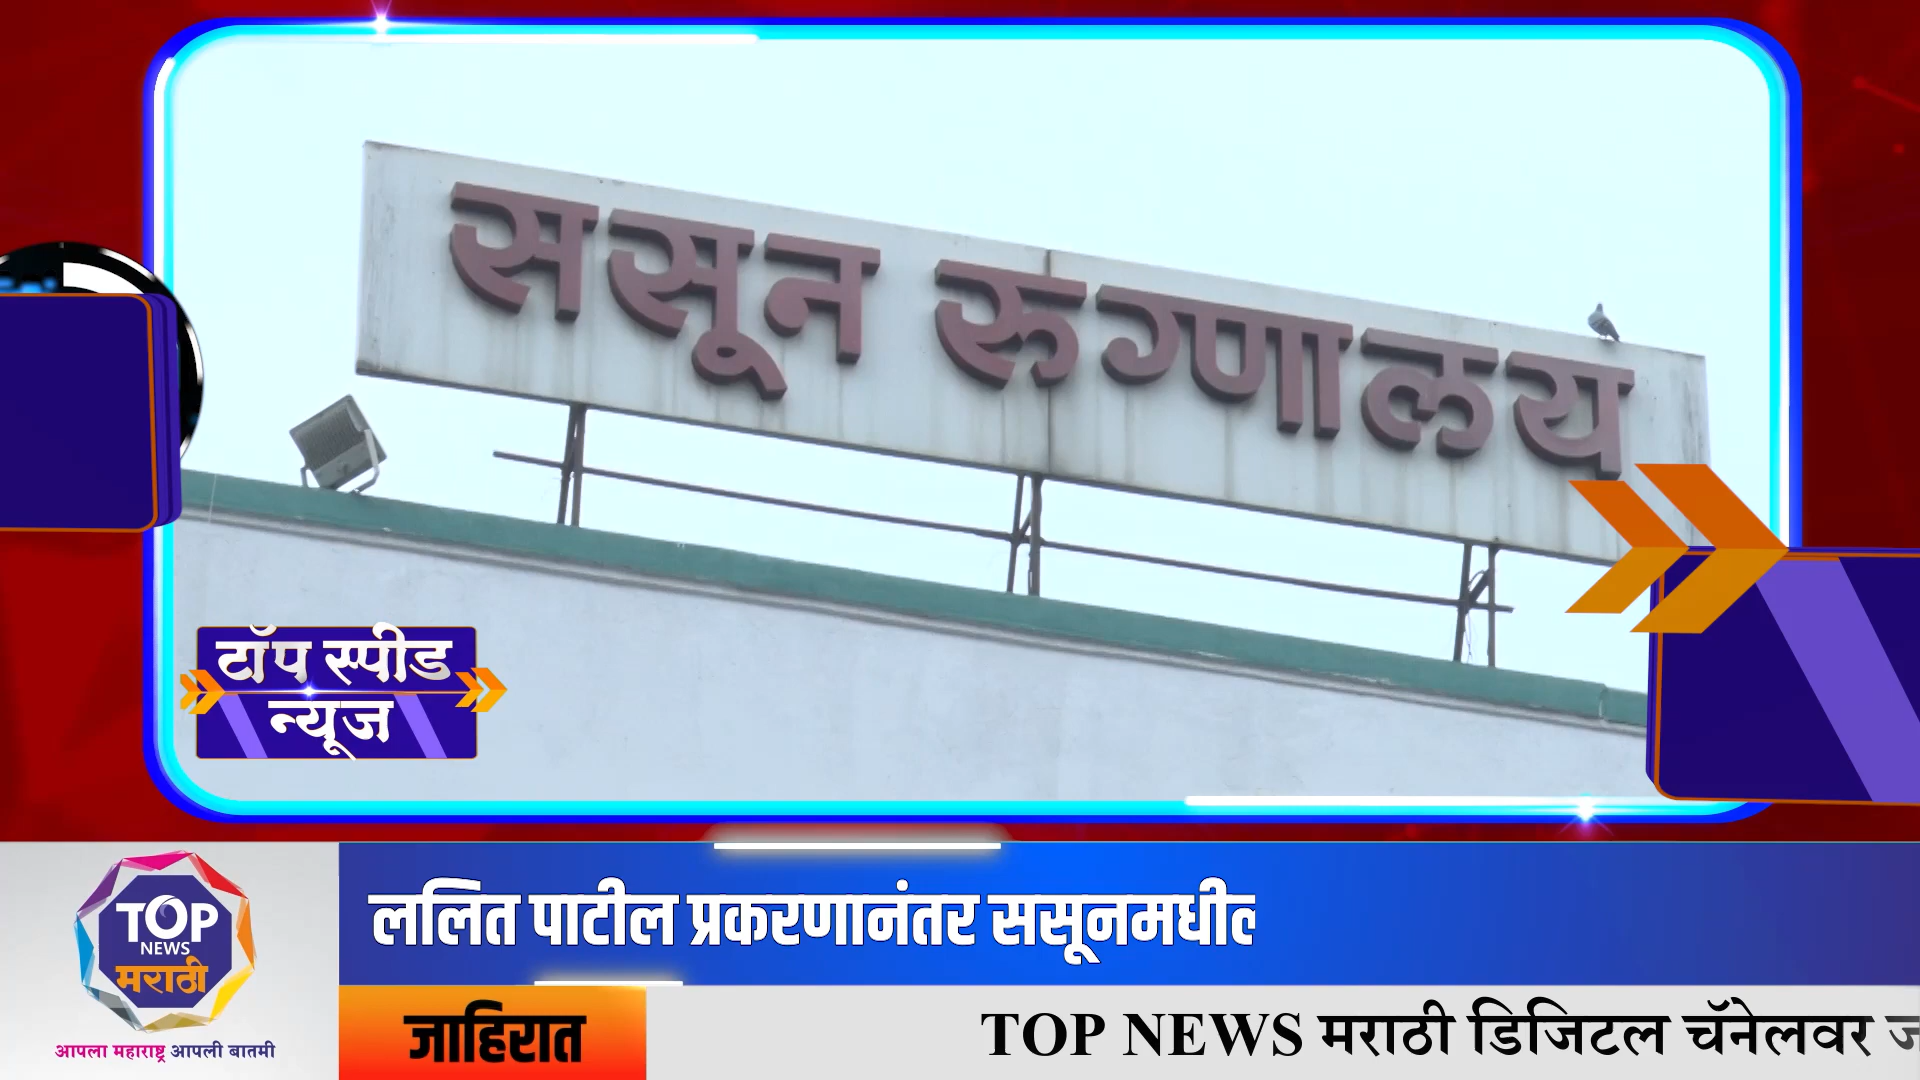 ससून रुग्णालय
टॉप स्पीड
न्यूज
TOP
NEWS
मराठी
आपला महाराष्ट्र आपली बातमी
ललित पाटील प्रकरणानंतर ससूनमधील
जाहिरात
TOP NEWS मराठी डिजिटल चॅनेलवर